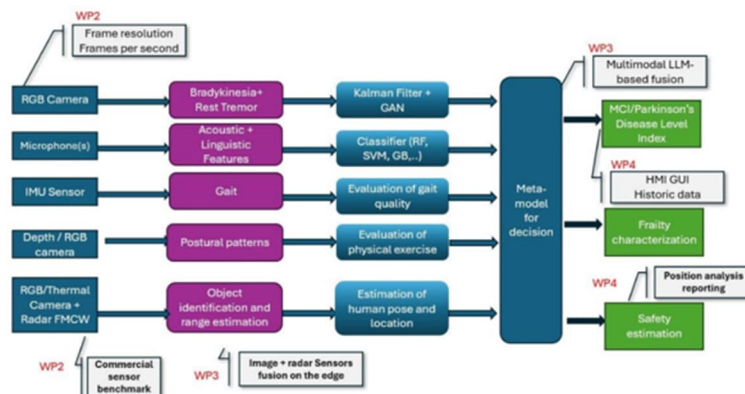 WP2
Frame resolution
Frames per second
WP3
Multimodal LLM-
based fusion
RGB Camera
Bradykinesia+
Rest Tremor
Kalman Filter +
GAN
MCI/Parkinson's
Disease Level
Index
Microphone(s)
Acoustic +
Linguistic
Features
Classifier (RF,
SVM, GB,..)
WP4
HMI GUI
Historic data
IMU Sensor
Gait
Evaluation of gait
quality
Meta-
model
for
decision
Frailty
characterization
Depth / RGB
camera
Postural patterns
Evaluation of
physical exercise
WP4
Position analysis
reporting
RGB/Thermal
Camera +
Radar FMCW
Object
identification and
range estimation
Estimation of
human pose and
location
Safety
estimation
WP2
Commercial
sensor
benchmark
WP3
Image + radar Sensors
fusion on the edge